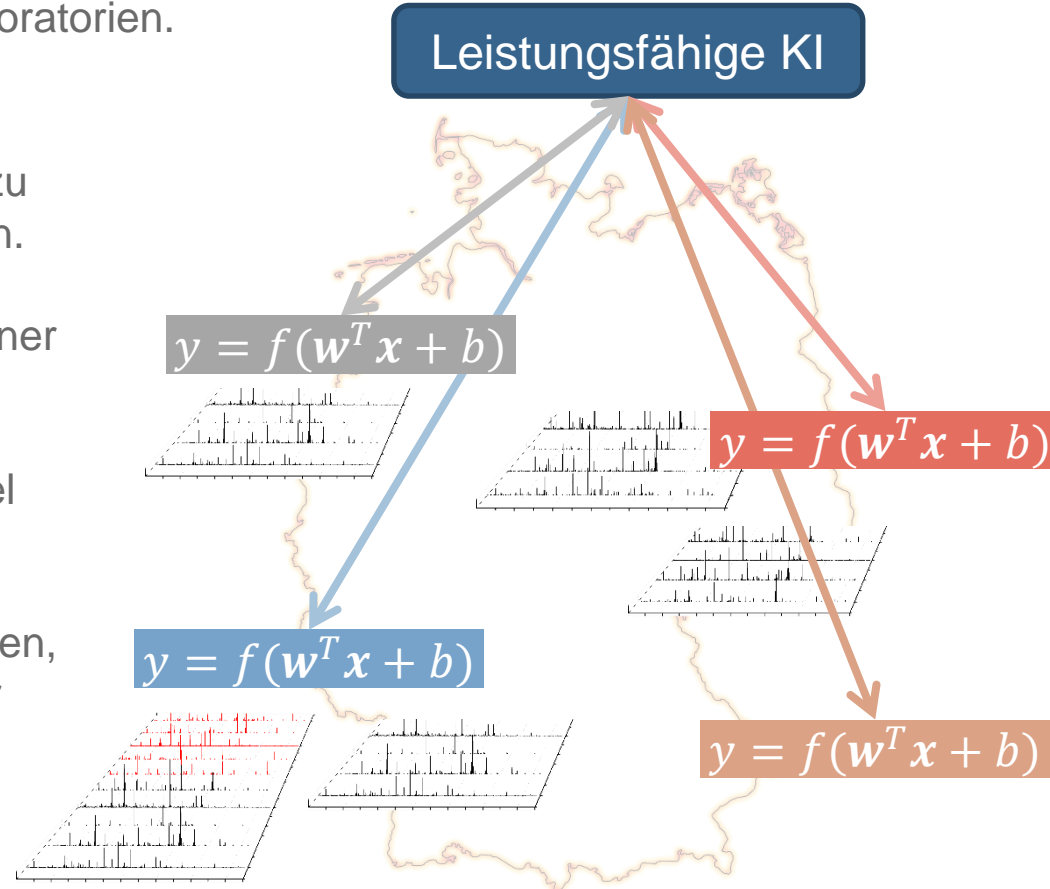 oratorien.
Leistungsfähige KI
zu
n.
ner
y = f(wᵀx + b)
y = f(wᵀx + b)
el
en,
y = f(wᵀx + b)
y = f(wᵀx + b)